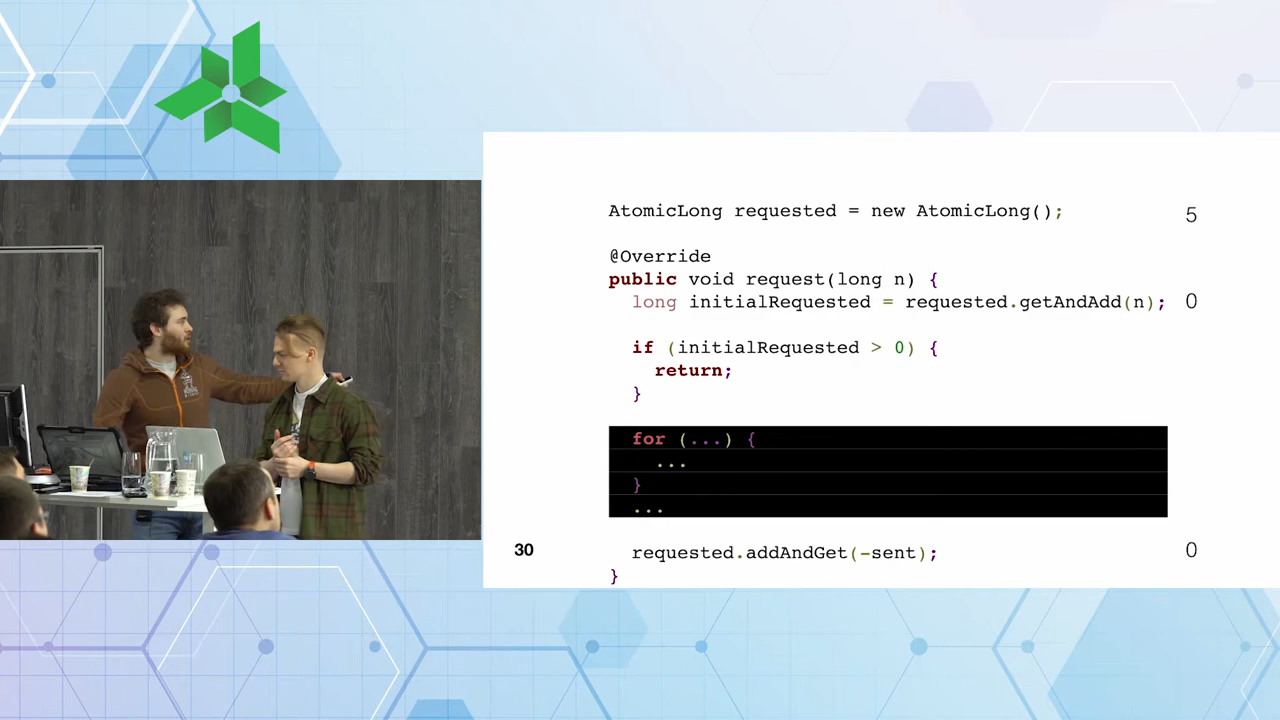 AtomicLong requested = new AtomicLong(); 5
@Override
public void request(long n) {
long initialRequested = requested.getAndAdd(n); 0
if (initialRequested > 0) {
return;
}
for (...) {
...
}
...
30 requested.addAndGet(-sent); 0
}